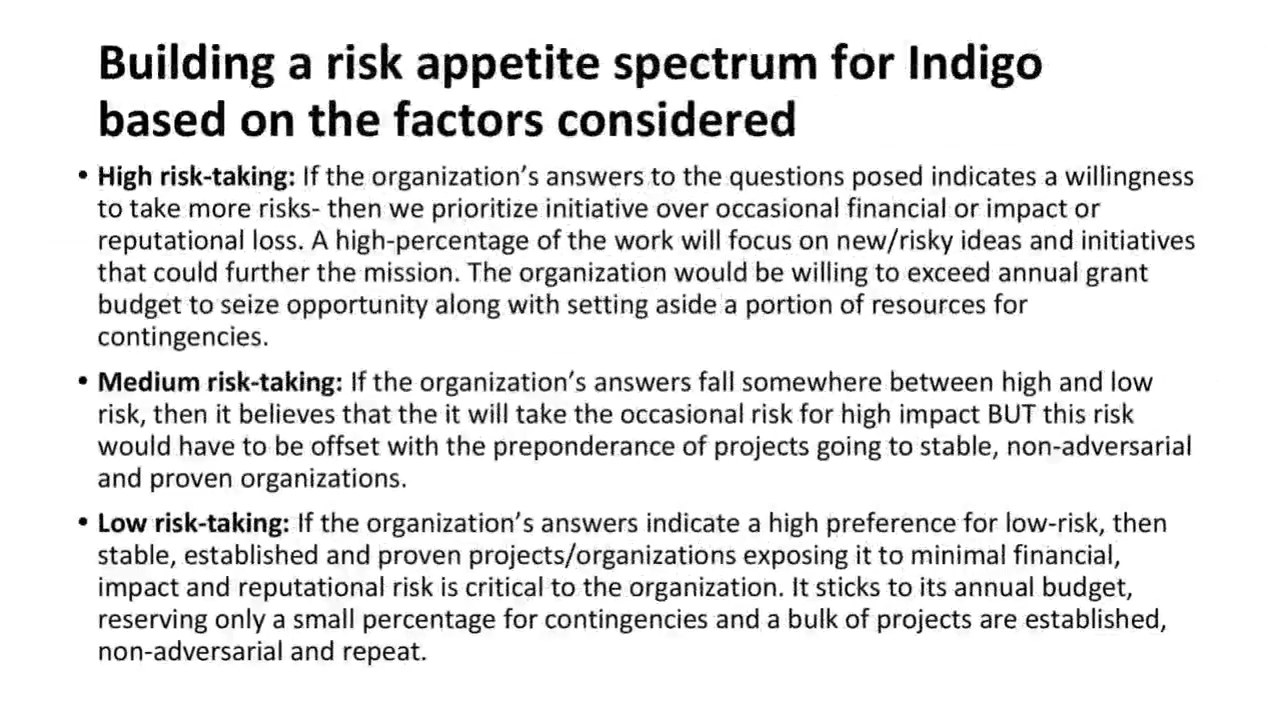 Building a risk appetite spectrum for Indigo
based on the factors considered
• High risk-taking: If the organization's answers to the questions posed indicates a willingness
to take more risks- then we prioritize initiative over occasional financial or impact or
reputational loss. A high-percentage of the work will focus on new/risky ideas and initiatives
that could further the mission. The organization would be willing to exceed annual grant
budget to seize opportunity along with setting aside a portion of resources for
contingencies.
• Medium risk-taking: If the organization's answers fall somewhere between high and low
risk, then it believes that the it will take the occasional risk for high impact BUT this risk
would have to be offset with the preponderance of projects going to stable, non-adversarial
and proven organizations.
• Low risk-taking: If the organization's answers indicate a high preference for low-risk, then
stable, established and proven projects/organizations exposing it to minimal financial,
impact and reputational risk is critical to the organization. It sticks to its annual budget,
reserving only a small percentage for contingencies and a bulk of projects are established,
non-adversarial and repeat.